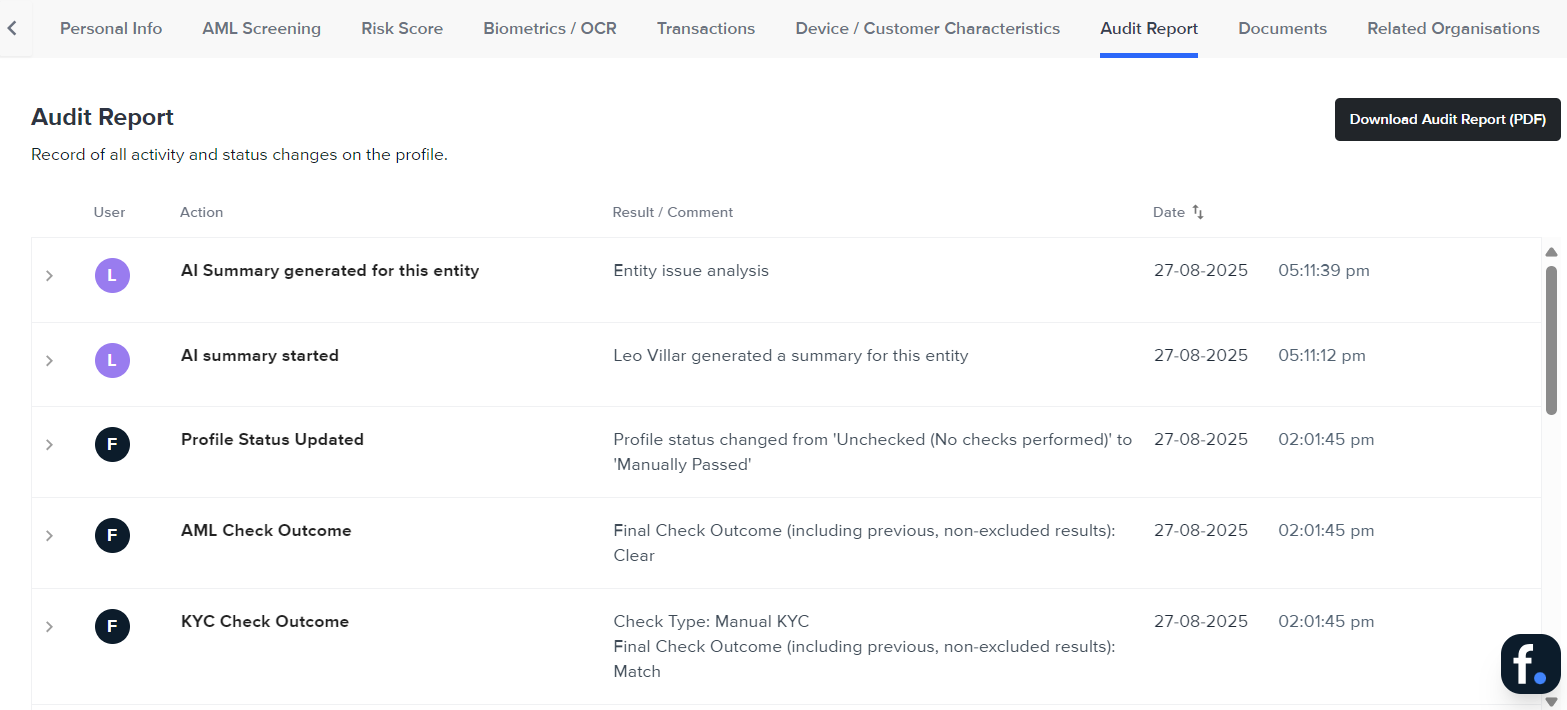 Personal Info
AML Screening
Risk Score
Biometrics / OCR
Transactions
Device / Customer Characteristics
Audit Report
Documents
Related Organisations
Audit Report
Download Audit Report (PDF)
Record of all activity and status changes on the profile.
User
Action
Result / Comment
Date
L
AI Summary generated for this entity
Entity issue analysis
27-08-2025
05:11:39 pm
L
AI summary started
Leo Villar generated a summary for this entity
27-08-2025
05:11:12 pm
F
Profile Status Updated
Profile status changed from 'Unchecked (No checks performed)' to
'Manually Passed'
27-08-2025
02:01:45 pm
F
AML Check Outcome
Final Check Outcome (including previous, non-excluded results):
Clear
27-08-2025
02:01:45 pm
F
KYC Check Outcome
Check Type: Manual KYC
Final Check Outcome (including previous, non-excluded results):
Match
27-08-2025
02:01:45 pm
f.